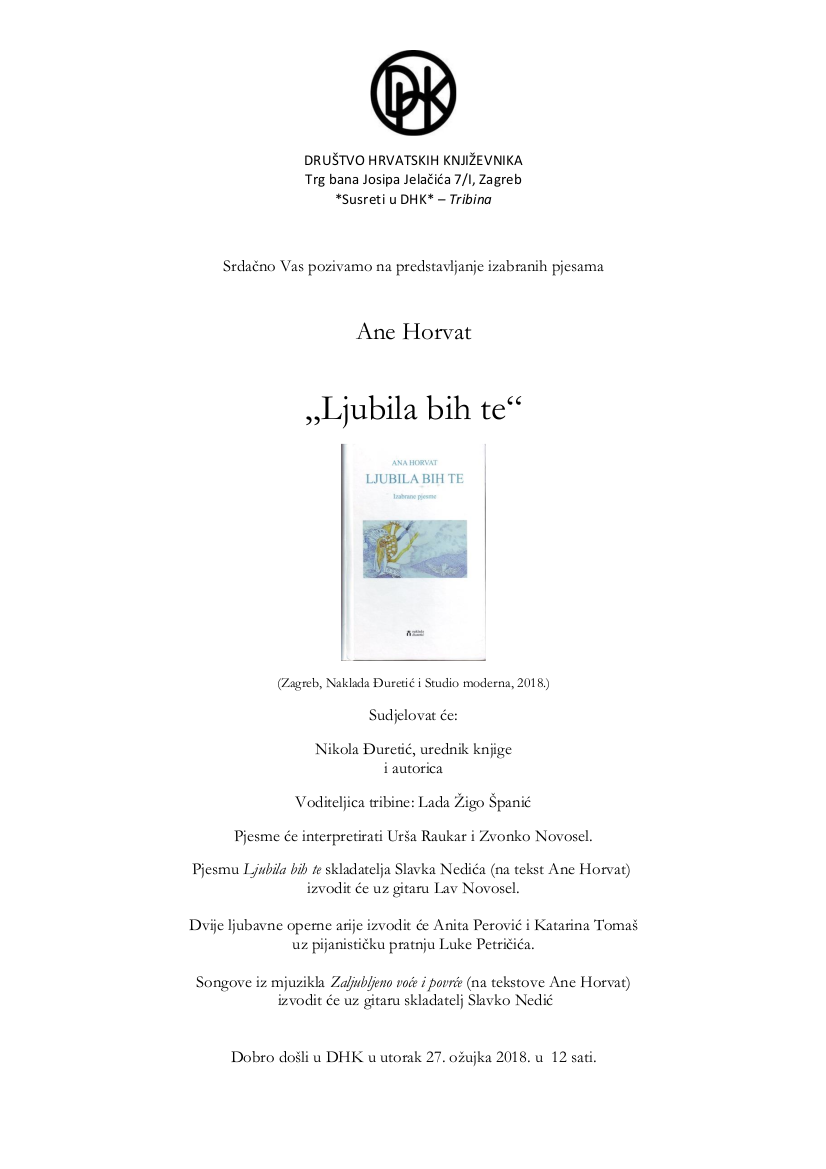 DHK
DRUŠTVO HRVATSKIH KNJIŽEVNIKA
Trg bana Josipa Jelačića 7/I, Zagreb
*Susreti u DHK* – Tribina
Srdačno Vas pozivamo na predstavljanje izabranih pjesama
Ane Horvat
„Ljubila bih te“
ANA HORVAT
LJUBILA BIH TE
Izabrane pjesme
(Zagreb, Naklada Đuretić i Studio moderna, 2018.)
Sudjelovat će:
Nikola Đuretić, urednik knjige
i autorica
Voditeljica tribine: Lada Žigo Španić
Pjesme će interpretirati Urša Raukar i Zvonko Novosel.
Pjesmu Ljubila bih te skladatelja Slavka Nedića (na tekst Ane Horvat)
izvodit će uz gitaru Lav Novosel.
Dvije ljubavne operne arije izvodit će Anita Perović i Katarina Tomaš
uz pijanističku pratnju Luke Petričića.
Songove iz mjuzikla Zaljubljeno voće i povrće (na tekstove Ane Horvat)
izvodit će uz gitaru skladatelj Slavko Nedić
Dobro došli u DHK u utorak 27. ožujka 2018. u  12 sati.